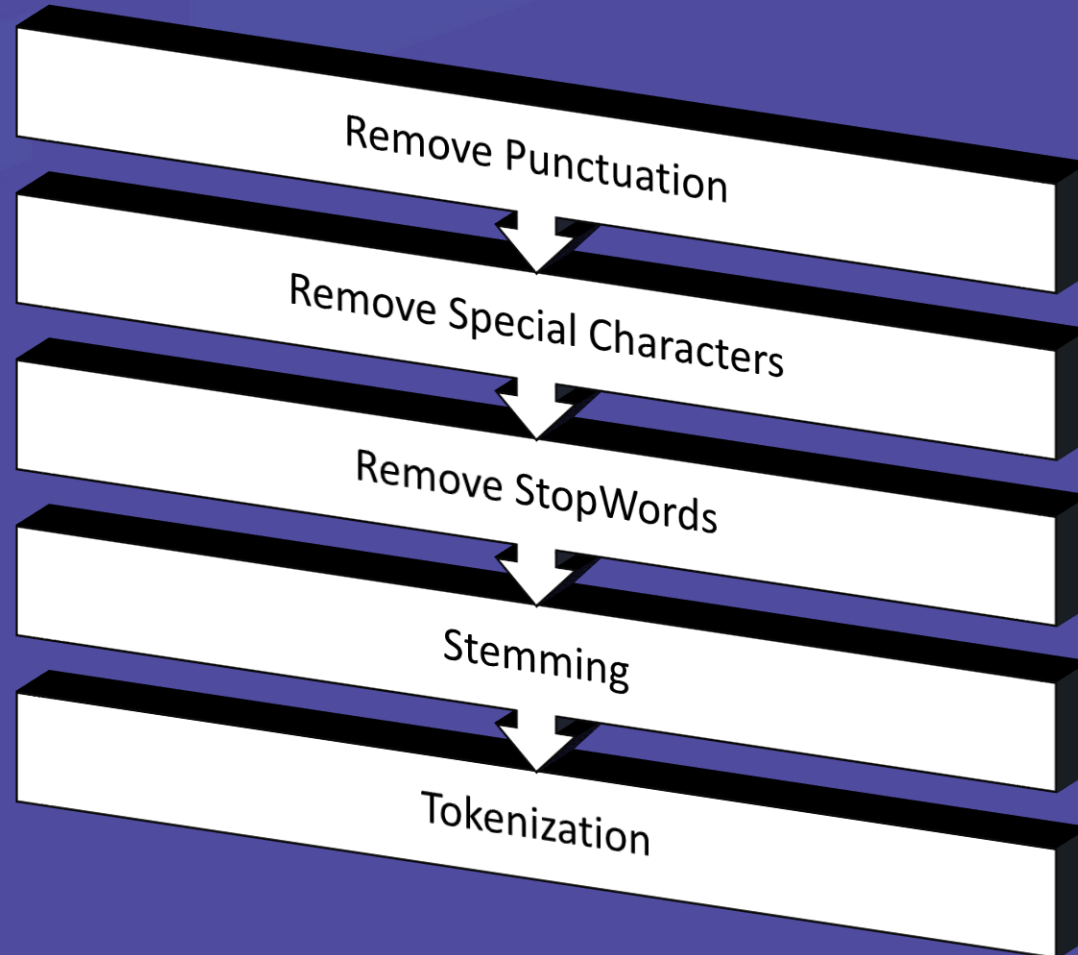 Remove Punctuation
Remove Special Characters
Remove StopWords
Stemming
Tokenization